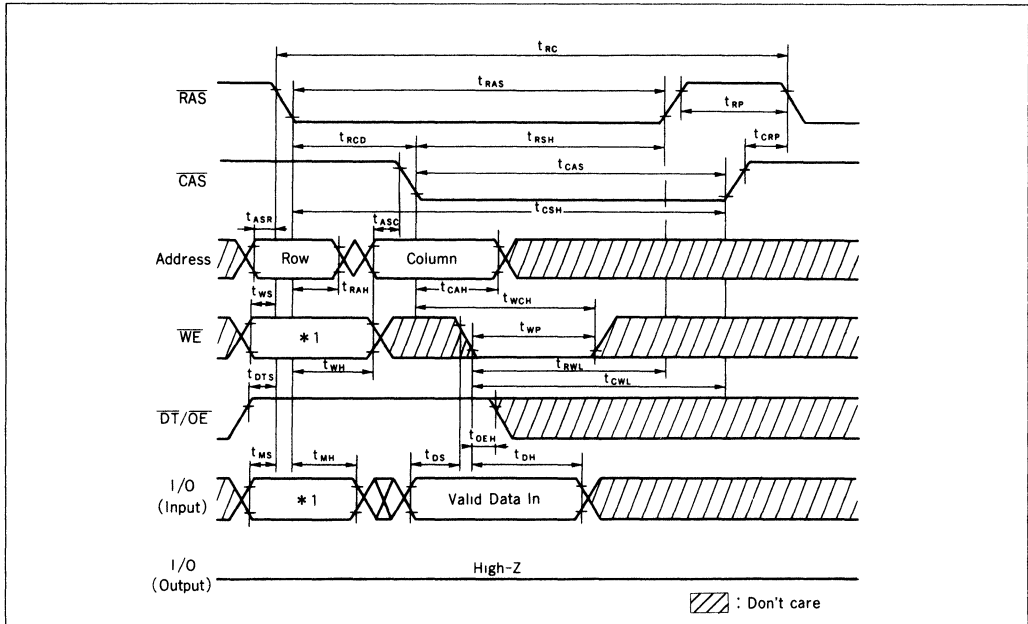 tRC
tRAS
RAS
tRP
tRCD
tRSH
tCRP
tCAS
CAS
tCSH
tASR
tASC
Address
Row
Column
tRAH
tCAH
tWS
tWCH
tWP
WE
*1
tWH
tRWL
tCWL
tDTS
DT/OE
tOEH
tMS
tMH
tDS
tDH
I/O
(Input)
*1
Valid Data In
I/O
(Output)
High-Z
: Don't care